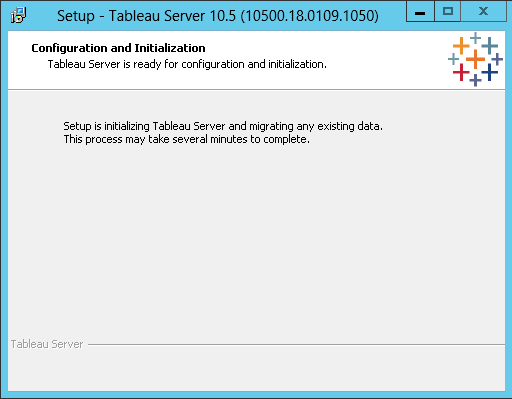 Setup - Tableau Server 10.5 (10500.18.0109.1050)
Configuration and Initialization
Tableau Server is ready for configuration and initialization.
Setup is initializing Tableau Server and migrating any existing data.
This process may take several minutes to complete.
Tableau Server